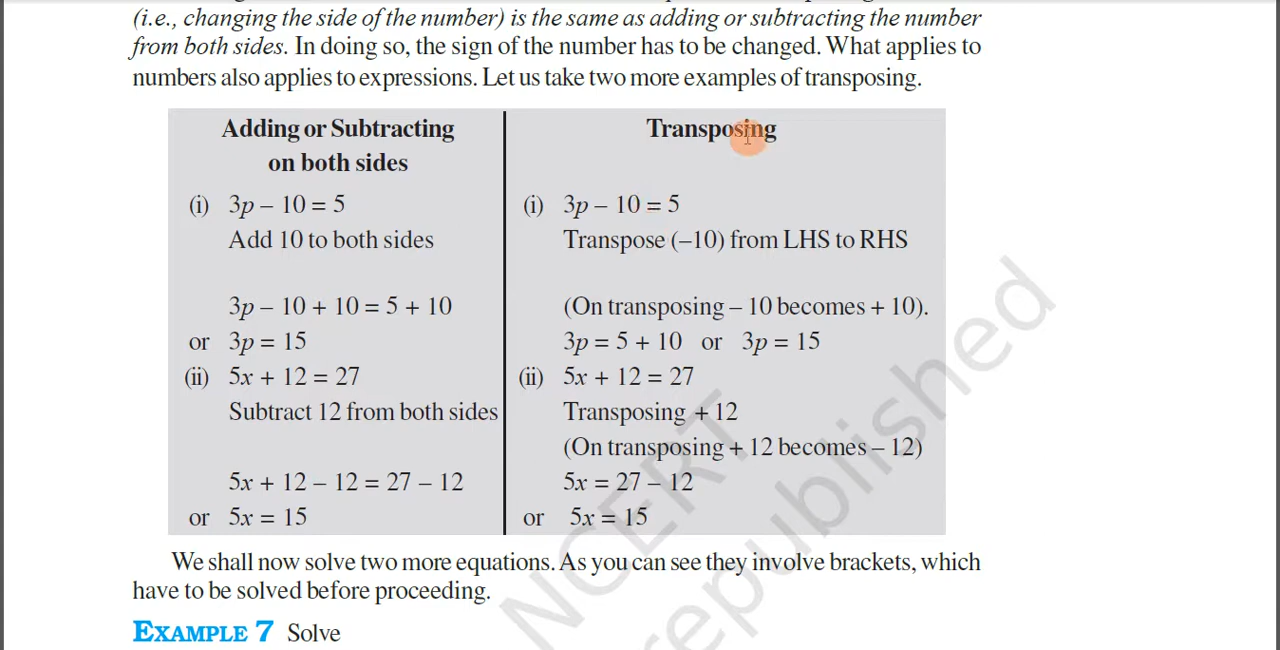 (i.e., changing the side of the number) is the same as adding or subtracting the number
from both sides. In doing so, the sign of the number has to be changed. What applies to
numbers also applies to expressions. Let us take two more examples of transposing.
Adding or Subtracting
on both sides
(i) 3p – 10 = 5
Add 10 to both sides
3p – 10 + 10 = 5 + 10
or 3p = 15
(ii) 5x + 12 = 27
Subtract 12 from both sides
5x + 12 – 12 = 27 – 12
or 5x = 15
Transposing
(i) 3p – 10 = 5
Transpose (–10) from LHS to RHS
(On transposing – 10 becomes + 10).
3p = 5 + 10 or 3p = 15
(ii) 5x + 12 = 27
Transposing + 12
(On transposing + 12 becomes – 12)
5x = 27 – 12
or 5x = 15
We shall now solve two more equations. As you can see they involve brackets, which
have to be solved before proceeding.
EXAMPLE 7 Solve
NCERT
republished